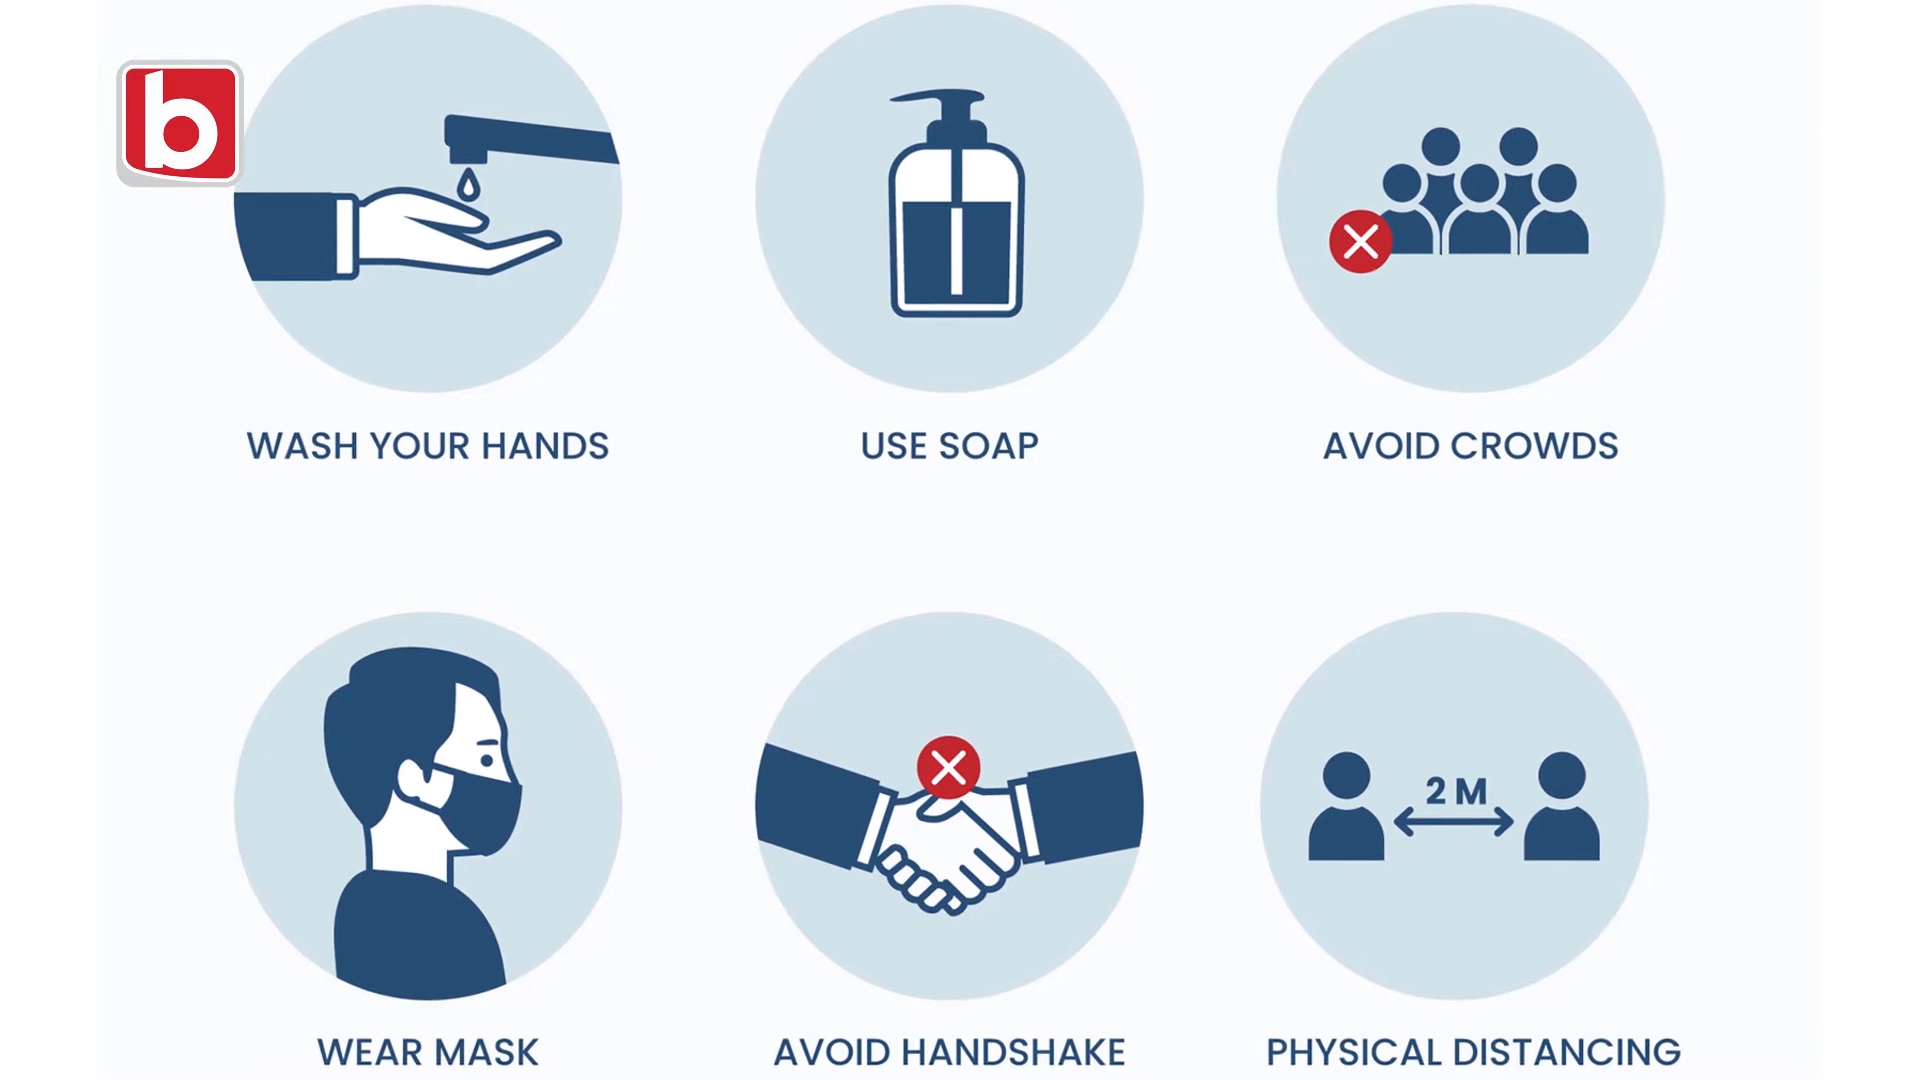 b
WASH YOUR HANDS
USE SOAP
AVOID CROWDS
2 M
WEAR MASK
AVOID HANDSHAKE
PHYSICAL DISTANCING